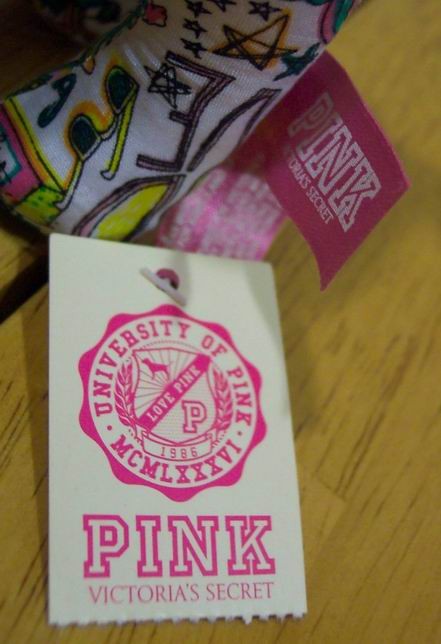 PINK
VICTORIA'S SECRET
UNIVERSITY OF PINK
LOVE PINK
P
1986
· MCMLXXXVI ·
PINK
VICTORIA'S SECRET